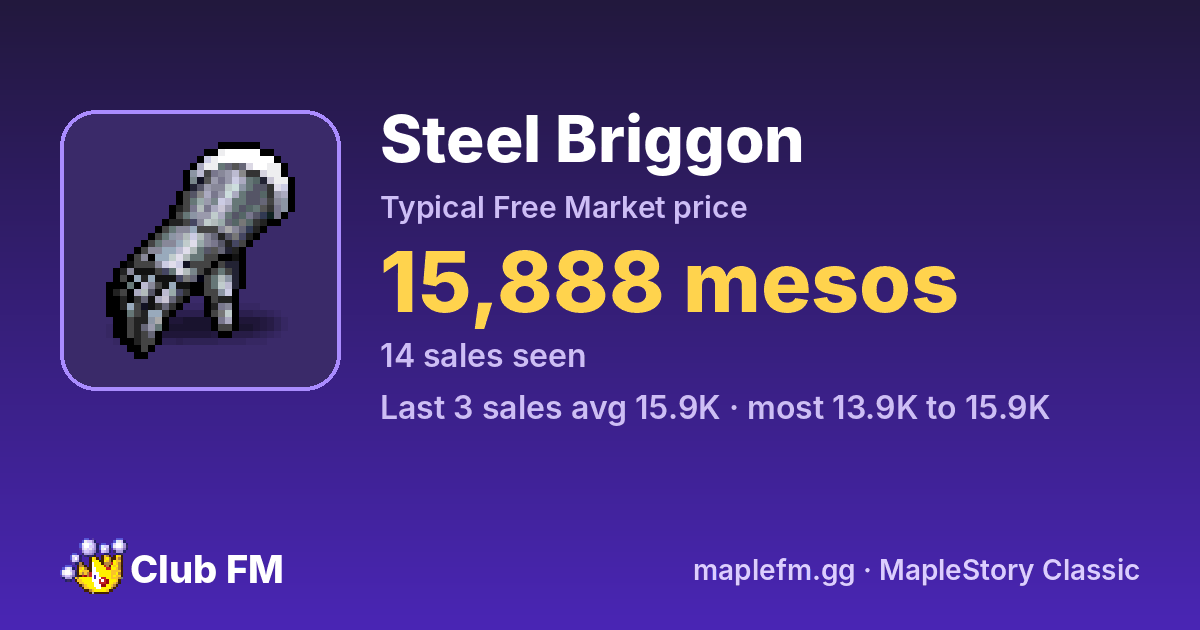 Steel Briggon
Typical Free Market price
15,888 mesos
14 sales seen
Last 3 sales avg 15.9K · most 13.9K to 15.9K
Club FM
maplefm.gg · MapleStory Classic